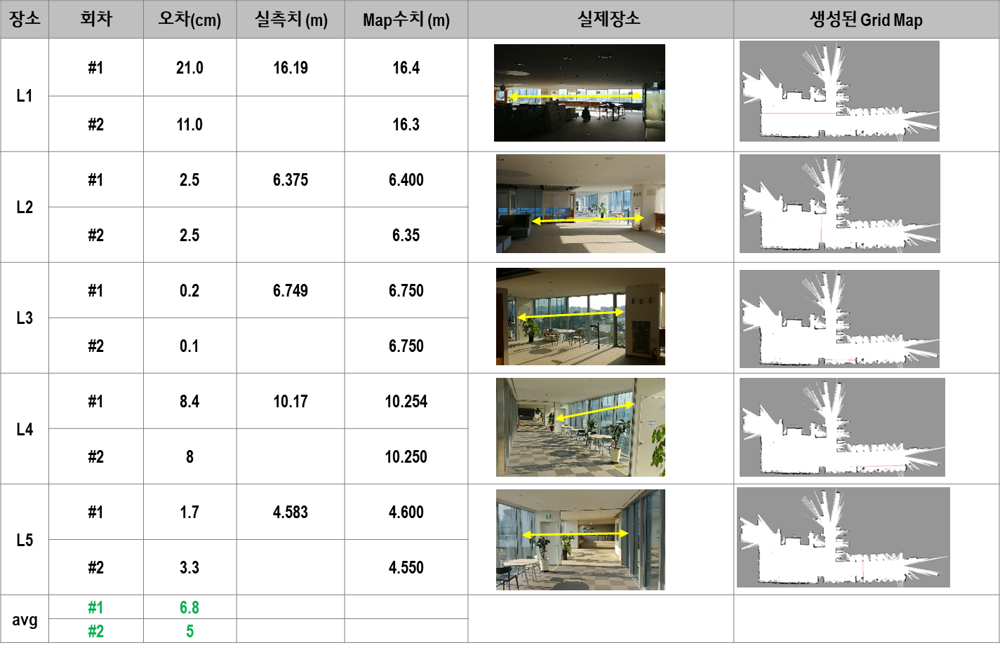 장소 회차 오차(cm) 실측치 (m) Map수치 (m) 실제장소 생성된 Grid Map
L1 #1 21.0 16.19 16.4
#2 11.0 16.3
L2 #1 2.5 6.375 6.400
#2 2.5 6.35
L3 #1 0.2 6.749 6.750
#2 0.1 6.750
L4 #1 8.4 10.17 10.254
#2 8 10.250
L5 #1 1.7 4.583 4.600
#2 3.3 4.550
avg #1 6.8
#2 5